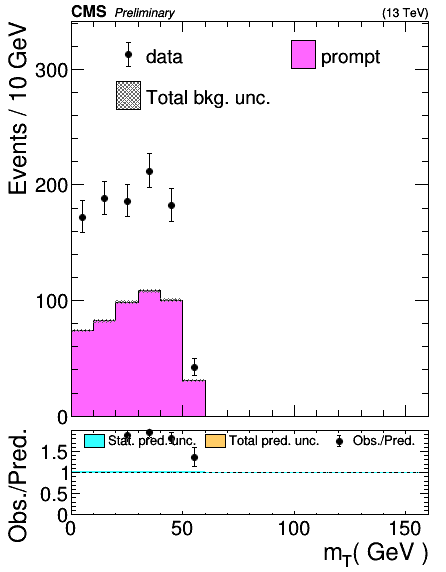 CMS Preliminary (13 TeV)
Events / 10 GeV
data prompt
Total bkg. unc.
300
200
100
0
Obs./Pred.
Stat. pred. unc. Total pred. unc. Obs./Pred.
1.5
1
0.5
0
0 50 100 150
m_T( GeV )